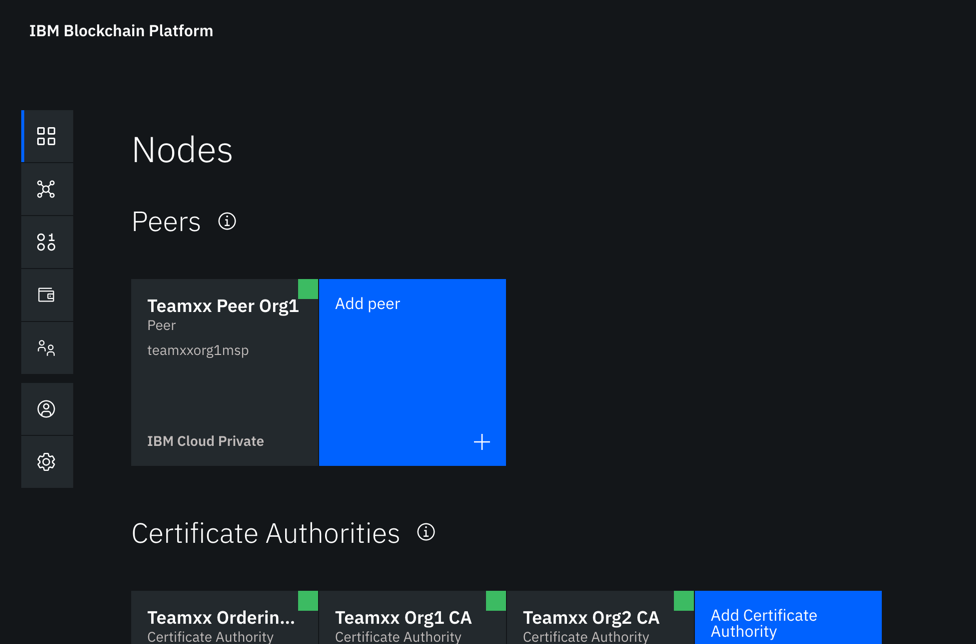 IBM Blockchain Platform
Nodes
Peers
Teamxx Peer Org1
Peer
teamxxorg1msp
IBM Cloud Private
Add peer
Certificate Authorities
Teamxx Orderin...
Certificate Authority
Teamxx Org1 CA
Certificate Authority
Teamxx Org2 CA
Certificate Authority
Add Certificate
Authority